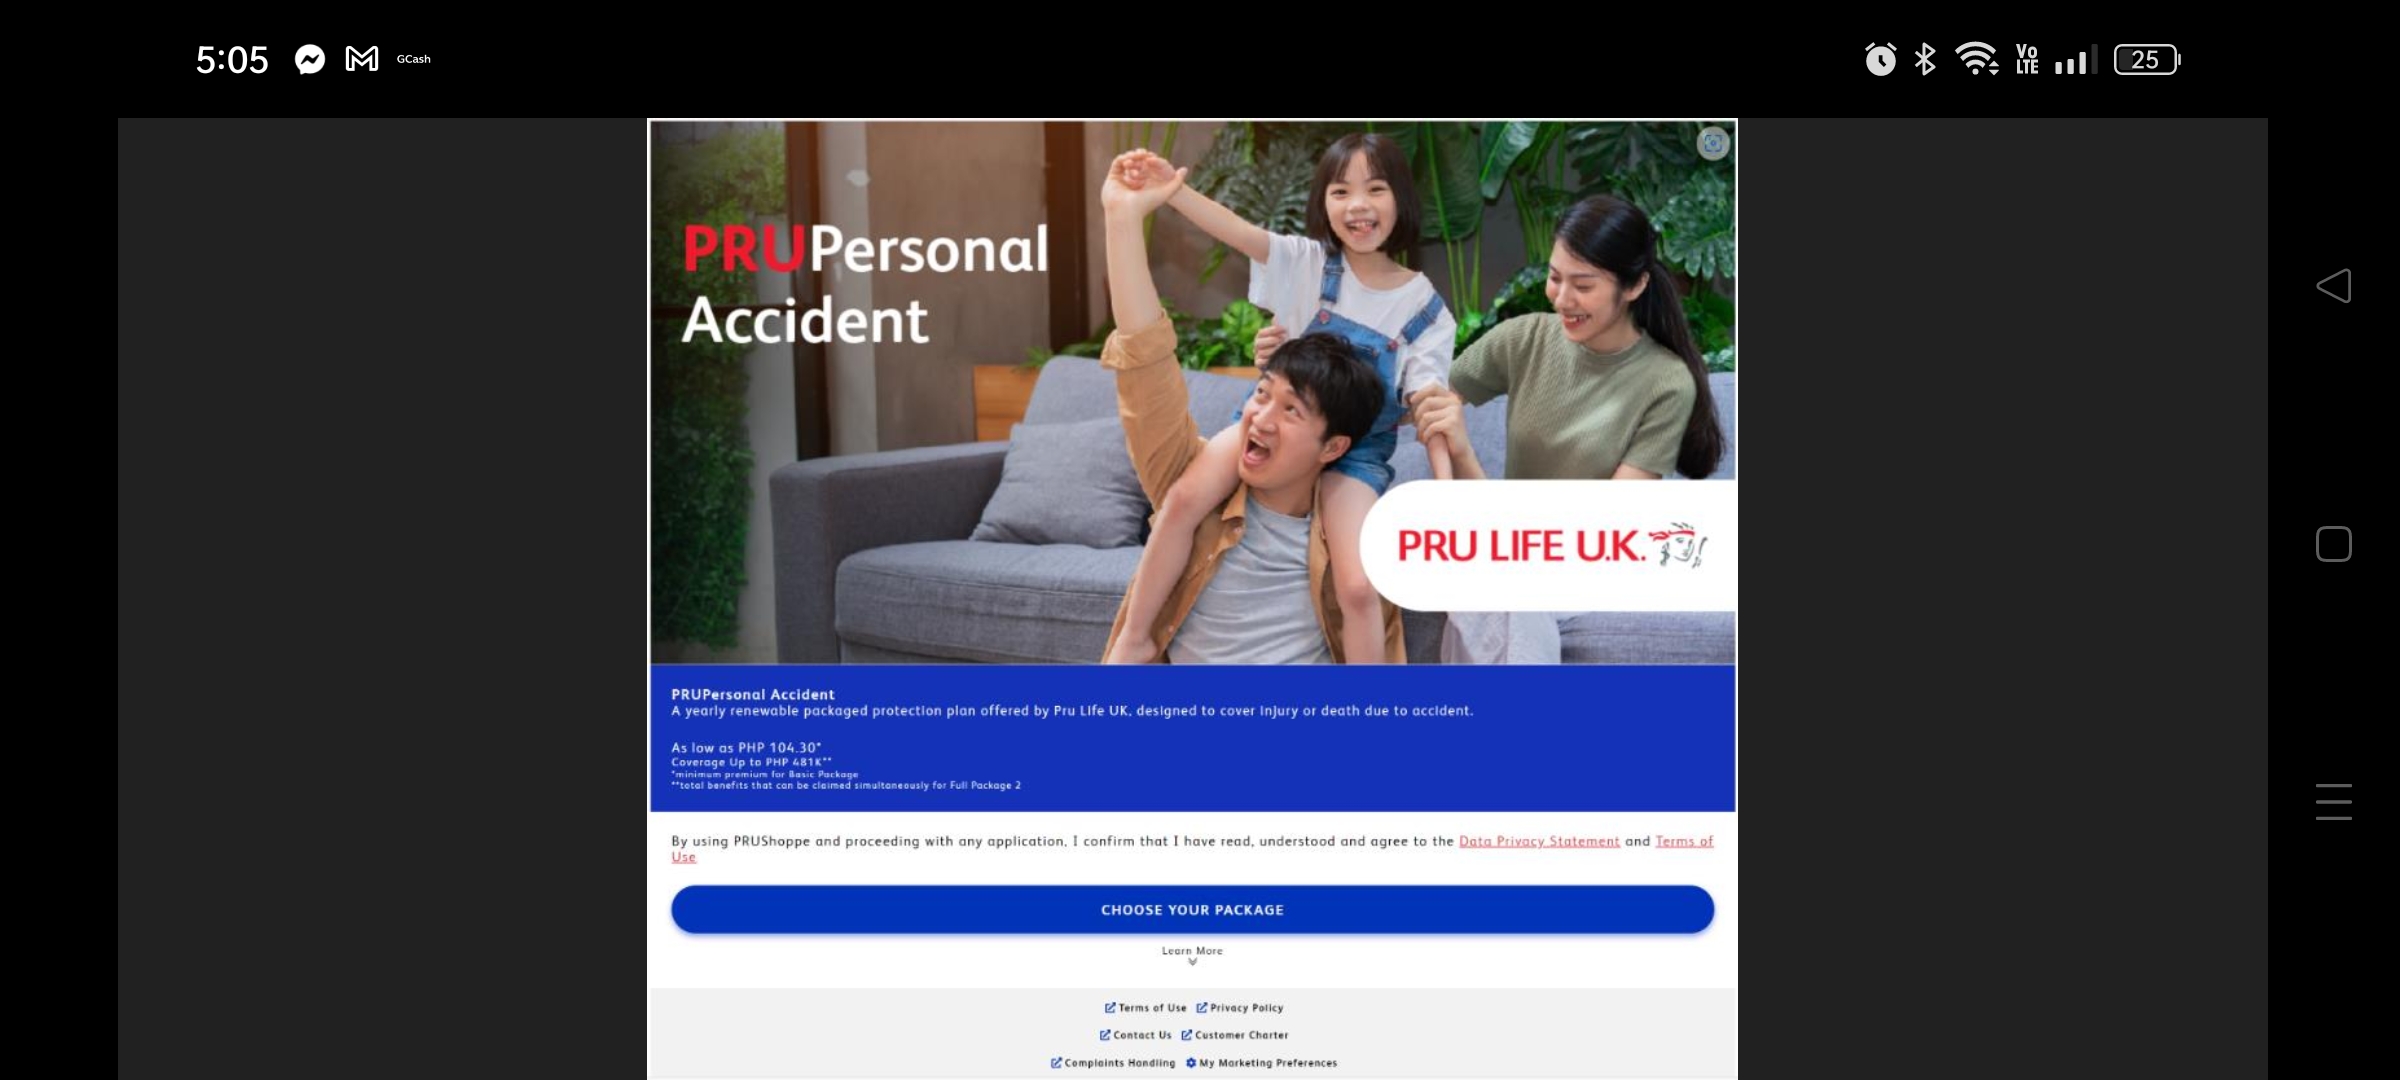 5:05
GCash
Vo
LTE
25
PRUPersonal
Accident
PRU LIFE U.K.
PRUPersonal Accident
A yearly renewable packaged protection plan offered by Pru Life UK, designed to cover injury or death due to accident.
As low as PHP 104.30*
Coverage Up to PHP 481K**
*minimum premium for Basic Package
**total benefits that can be claimed simultaneously for Full Package 2
By using PRUShoppe and proceeding with any application, I confirm that I have read, understood and agree to the Data Privacy Statement and Terms of
Use
CHOOSE YOUR PACKAGE
Learn More
Terms of Use Privacy Policy
Contact Us Customer Charter
Complaints Handling My Marketing Preferences